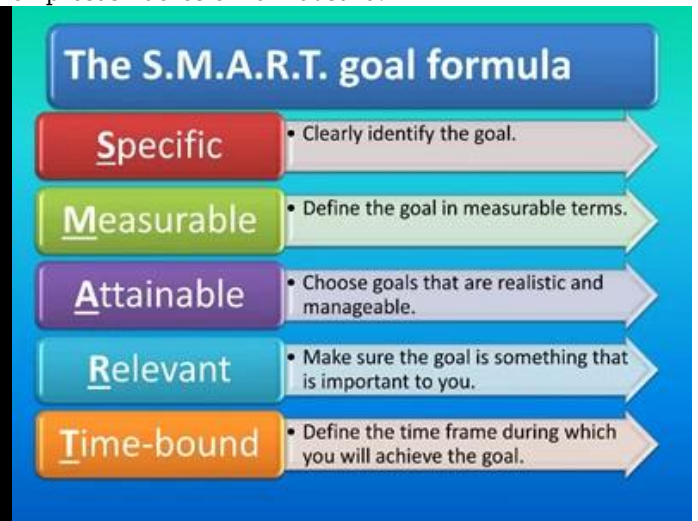 The S.M.A.R.T. goal formula
Specific
• Clearly identify the goal.
Measurable
• Define the goal in measurable terms.
Attainable
• Choose goals that are realistic and
manageable.
Relevant
• Make sure the goal is something that
is important to you.
Time-bound
• Define the time frame during which
you will achieve the goal.